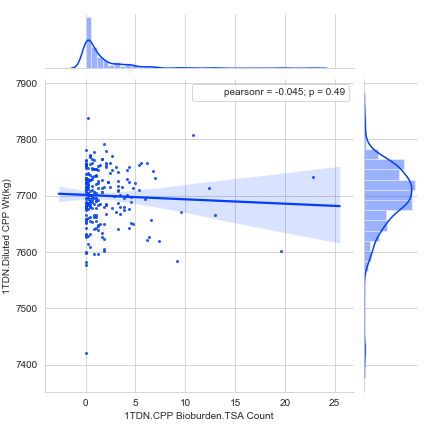 pearsonr = -0.045; p = 0.49
7900
7800
7700
7600
7500
7400
1TDN.Diluted CPP Wt(kg)
0 5 10 15 20 25
1TDN.CPP Bioburden.TSA Count